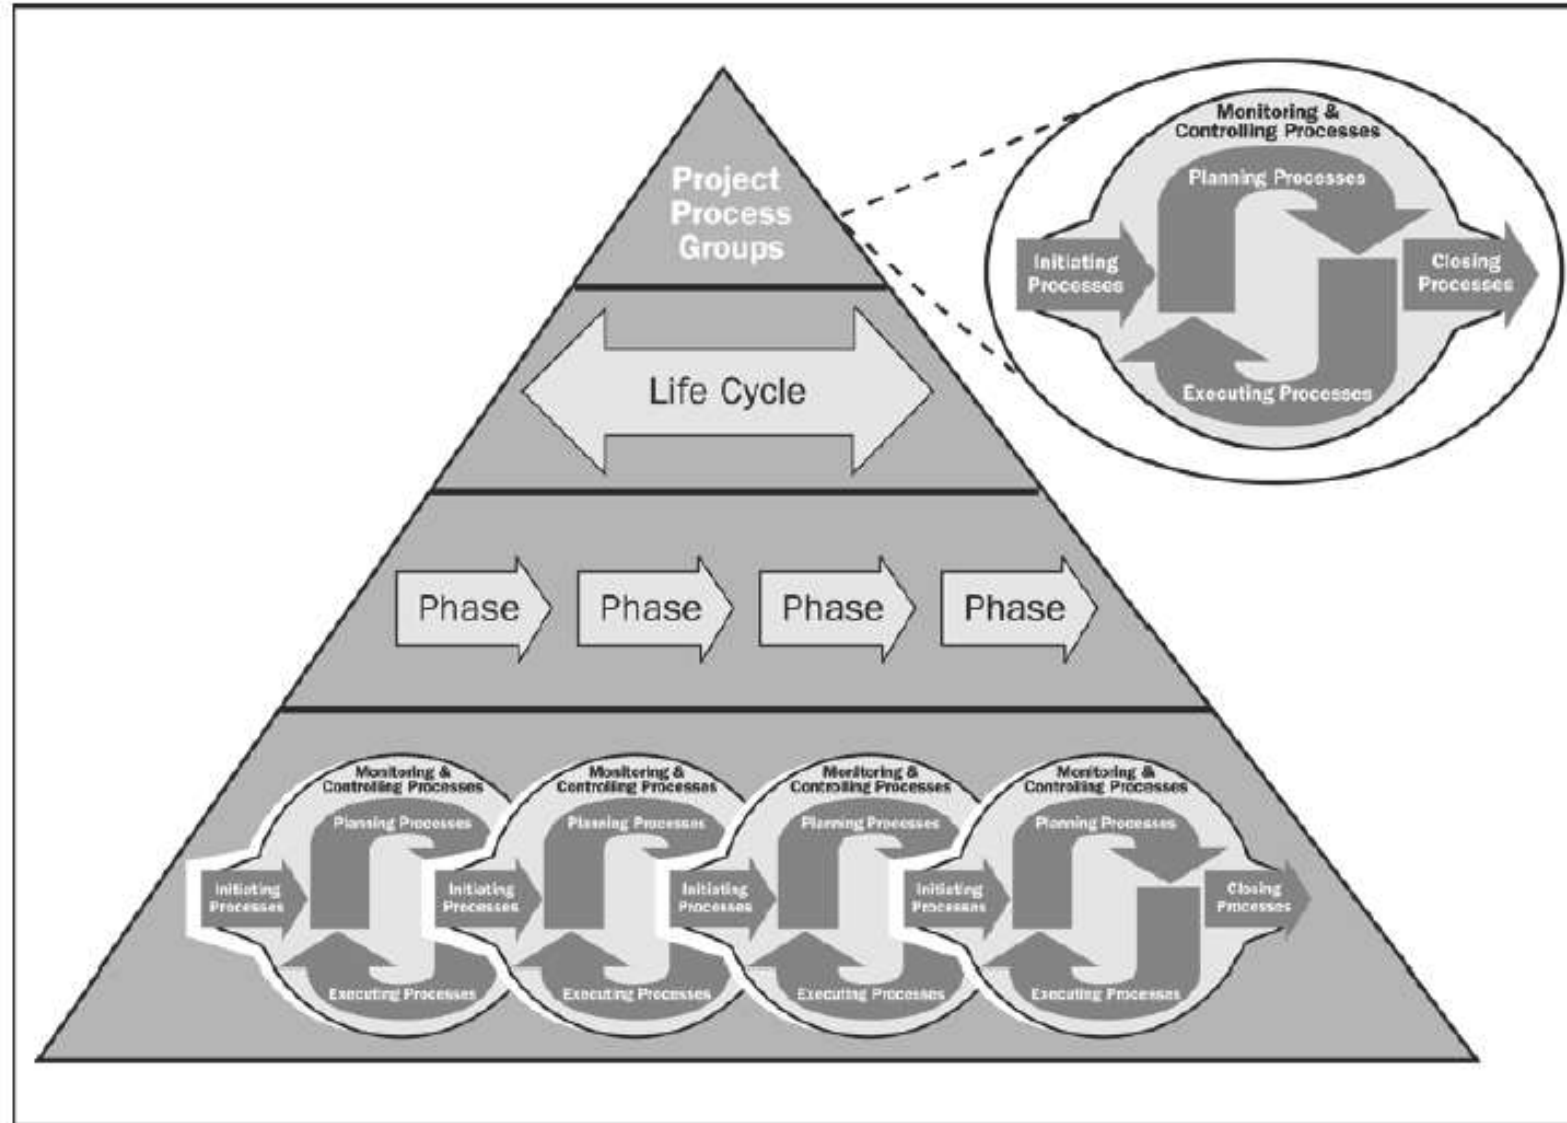 Project
Process
Groups
Monitoring &
Controlling Processes
Planning Processes
Initiating
Processes
Closing
Processes
Executing Processes
Life Cycle
Phase
Phase
Phase
Phase
Monitoring &
Controlling Processes
Planning Processes
Initiating
Processes
Executing Processes
Monitoring &
Controlling Processes
Planning Processes
Initiating
Processes
Executing Processes
Monitoring &
Controlling Processes
Planning Processes
Initiating
Processes
Executing Processes
Monitoring &
Controlling Processes
Planning Processes
Initiating
Processes
Closing
Processes
Executing Processes